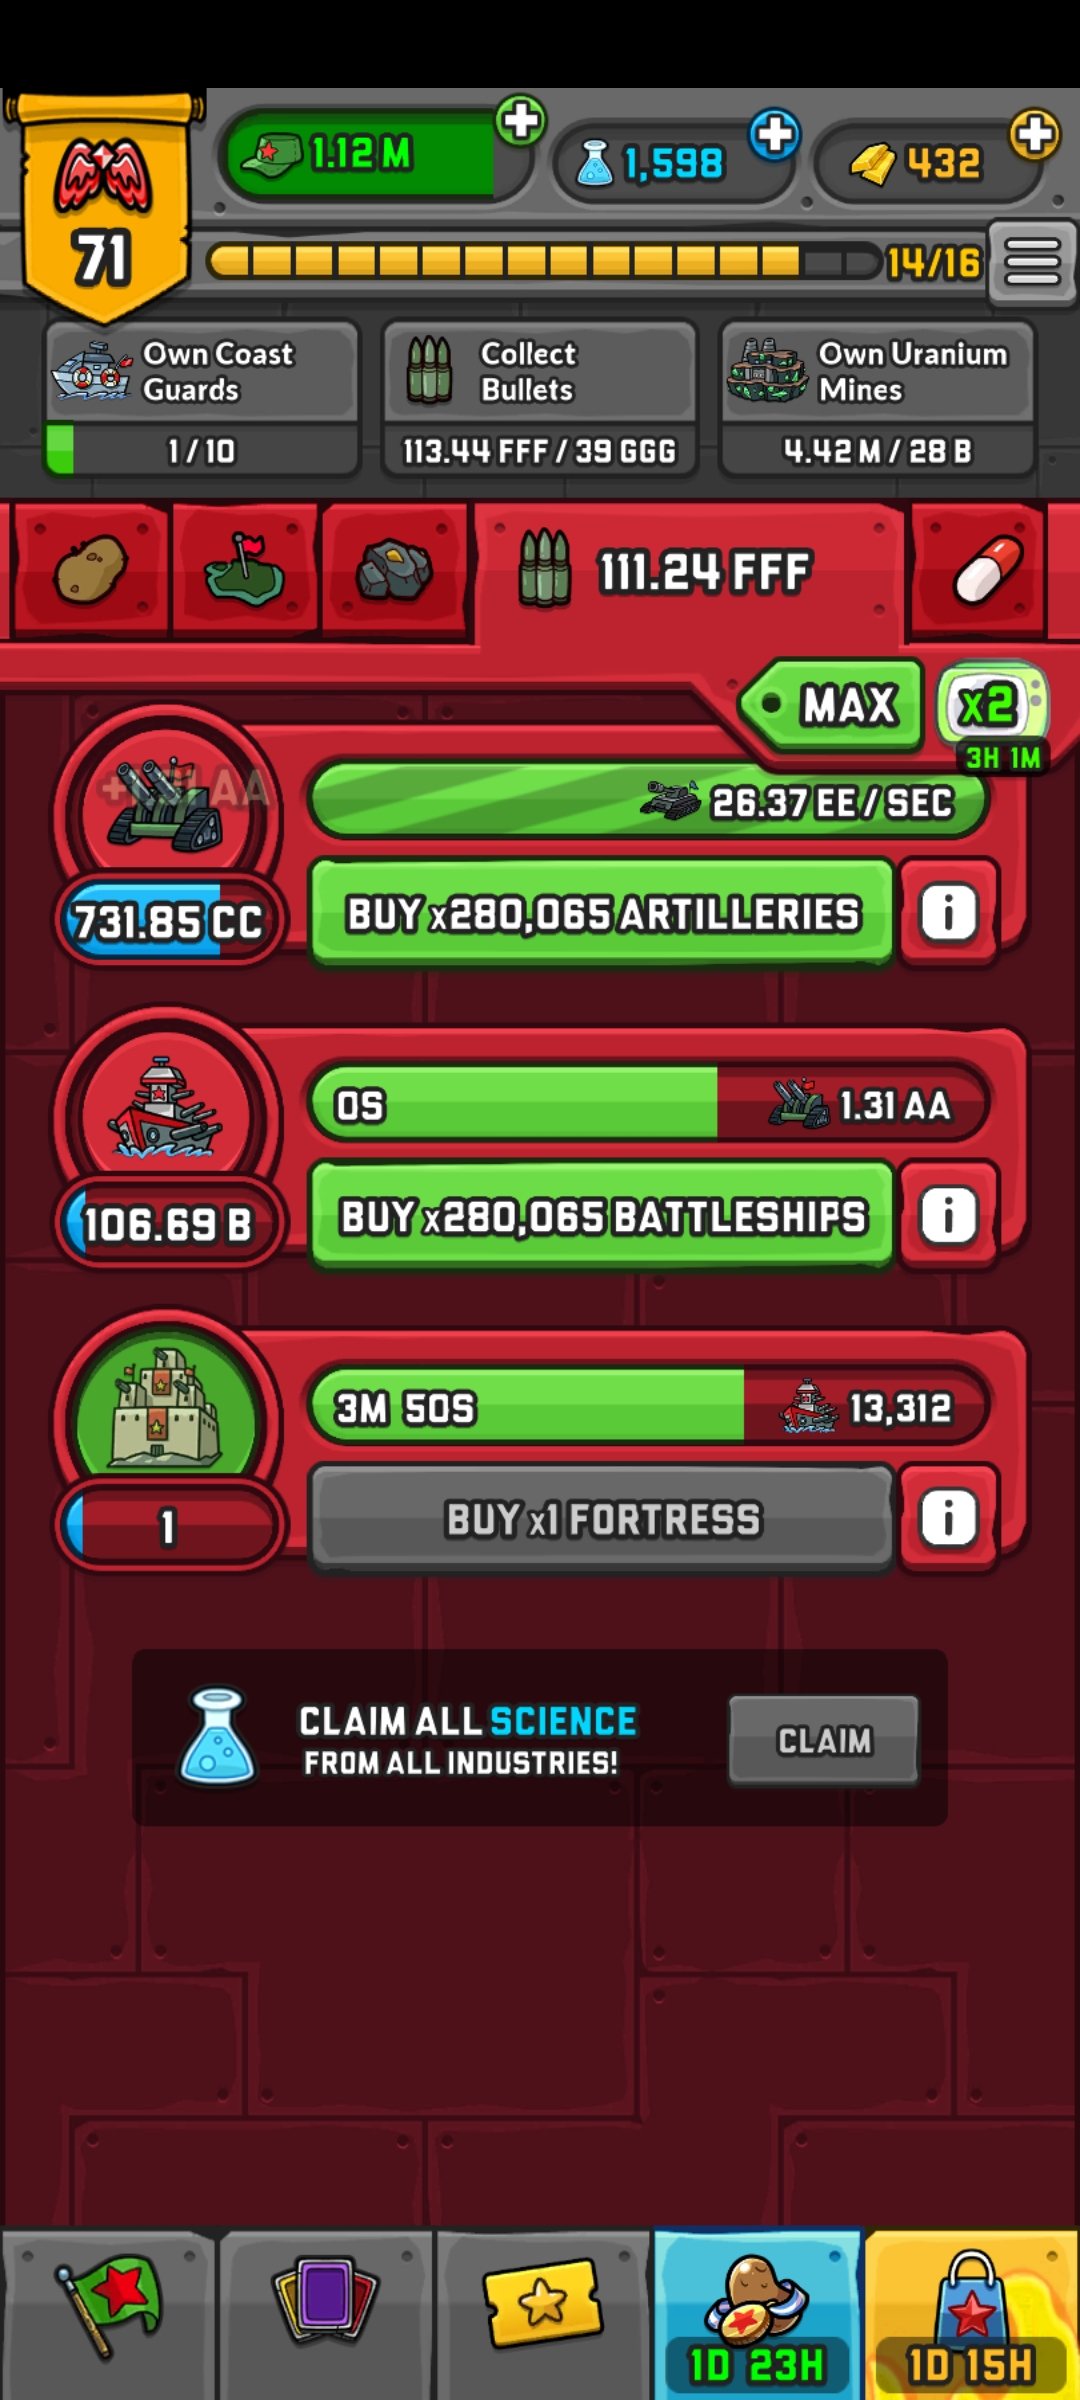 71
1.12 M
1,598
432
14/16
Own Coast
Guards
1 / 10
Collect
Bullets
113.44 FFF / 39 GGG
Own Uranium
Mines
4.42 M / 28 B
111.24 FFF
MAX
x2
3H 1M
26.37 EE / SEC
731.85 CC
BUY x280,065 ARTILLERIES
i
0S
1.31 AA
106.69 B
BUY x280,065 BATTLESHIPS
i
3M 50S
13,312
1
BUY x1 FORTRESS
i
CLAIM ALL SCIENCE
FROM ALL INDUSTRIES!
CLAIM
1D 23H
1D 15H